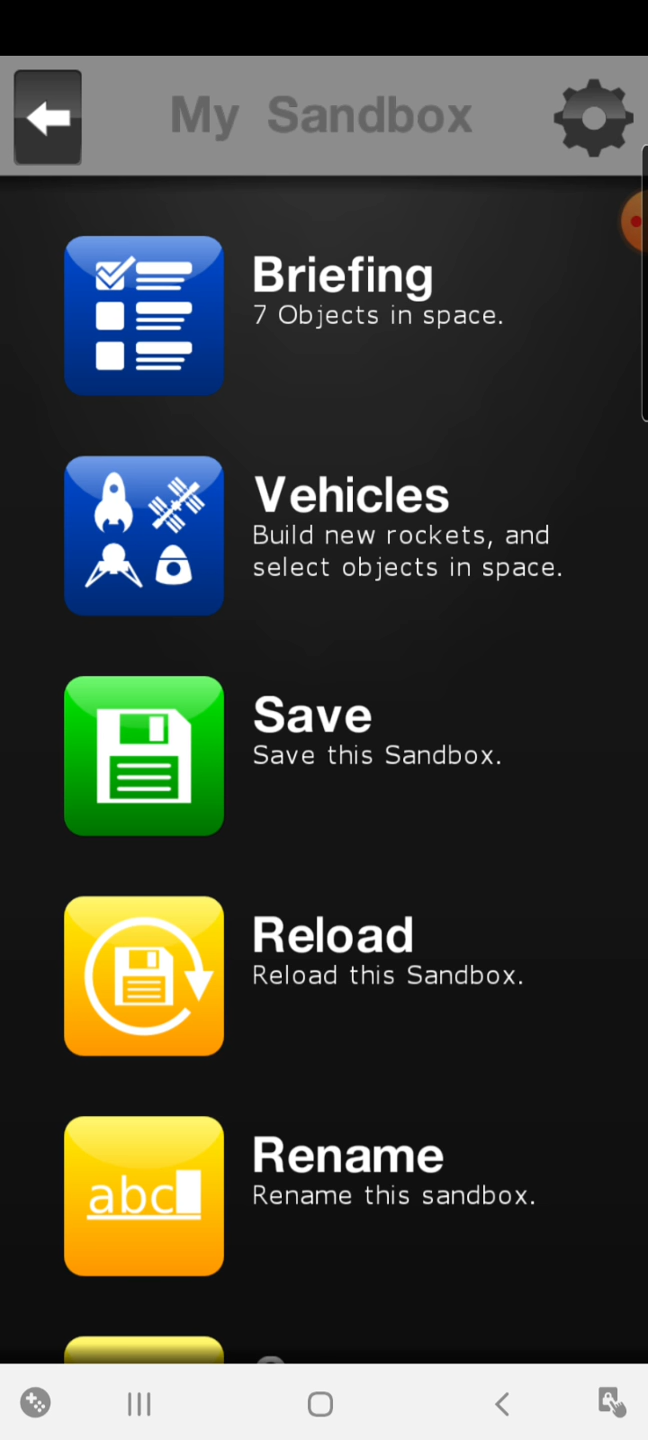 My Sandbox
Briefing
7 Objects in space.
Vehicles
Build new rockets, and
select objects in space.
Save
Save this Sandbox.
Reload
Reload this Sandbox.
abc
Rename
Rename this sandbox.